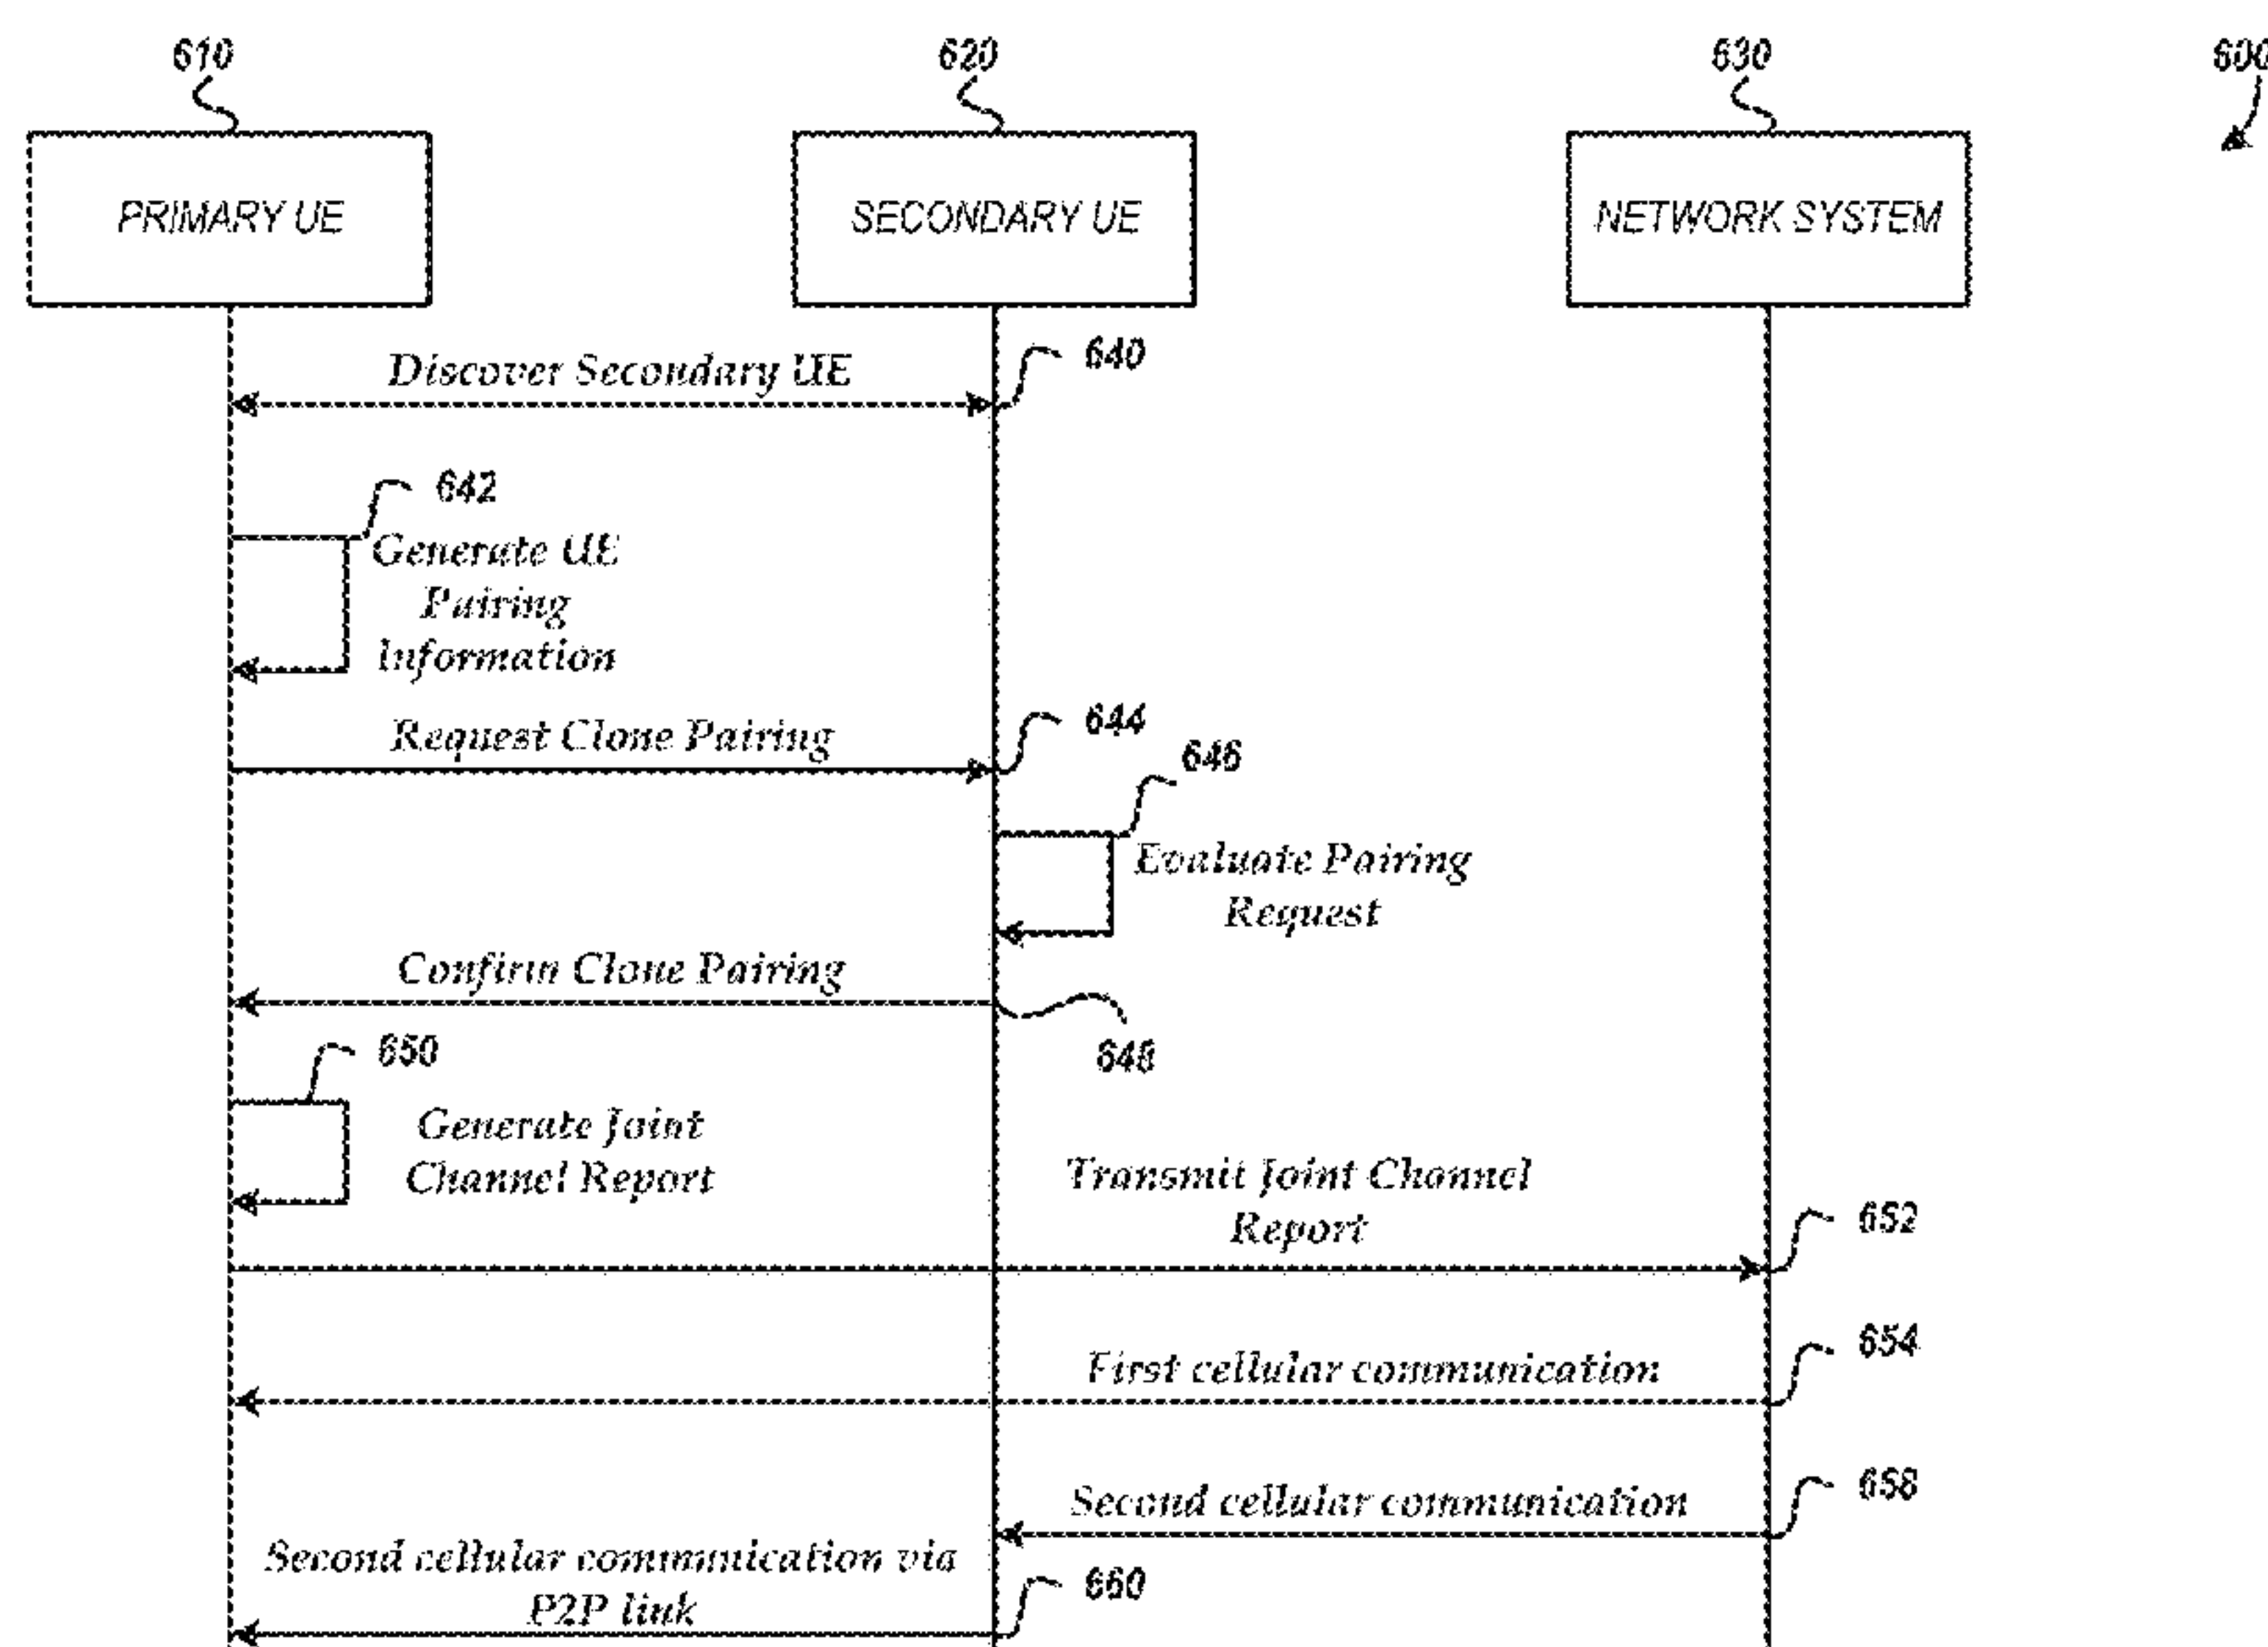 610
620
630
600
PRIMARY UE
SECONDARY UE
NETWORK SYSTEM
Discover Secondary UE
640
642
Generate UE
Pairing
Information
Request Clone Pairing
644
646
Evaluate Pairing
Request
Confirm Clone Pairing
648
650
Generate Joint
Channel Report
Transmit Joint Channel
Report
652
First cellular communication
654
Second cellular communication
658
Second cellular communication via
P2P link
660